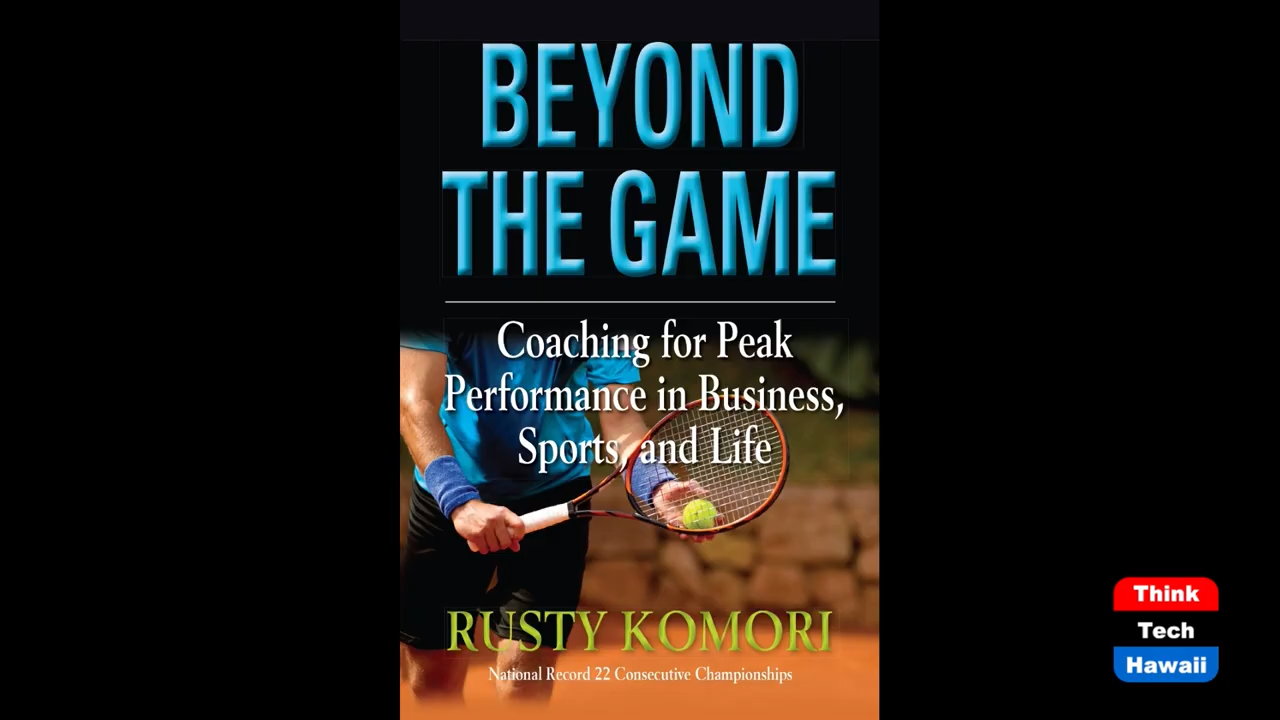 BEYOND
THE GAME
Coaching for Peak
Performance in Business,
Sports, and Life
RUSTY KOMORI
National Record 22 Consecutive Championships
Think
Tech
Hawaii